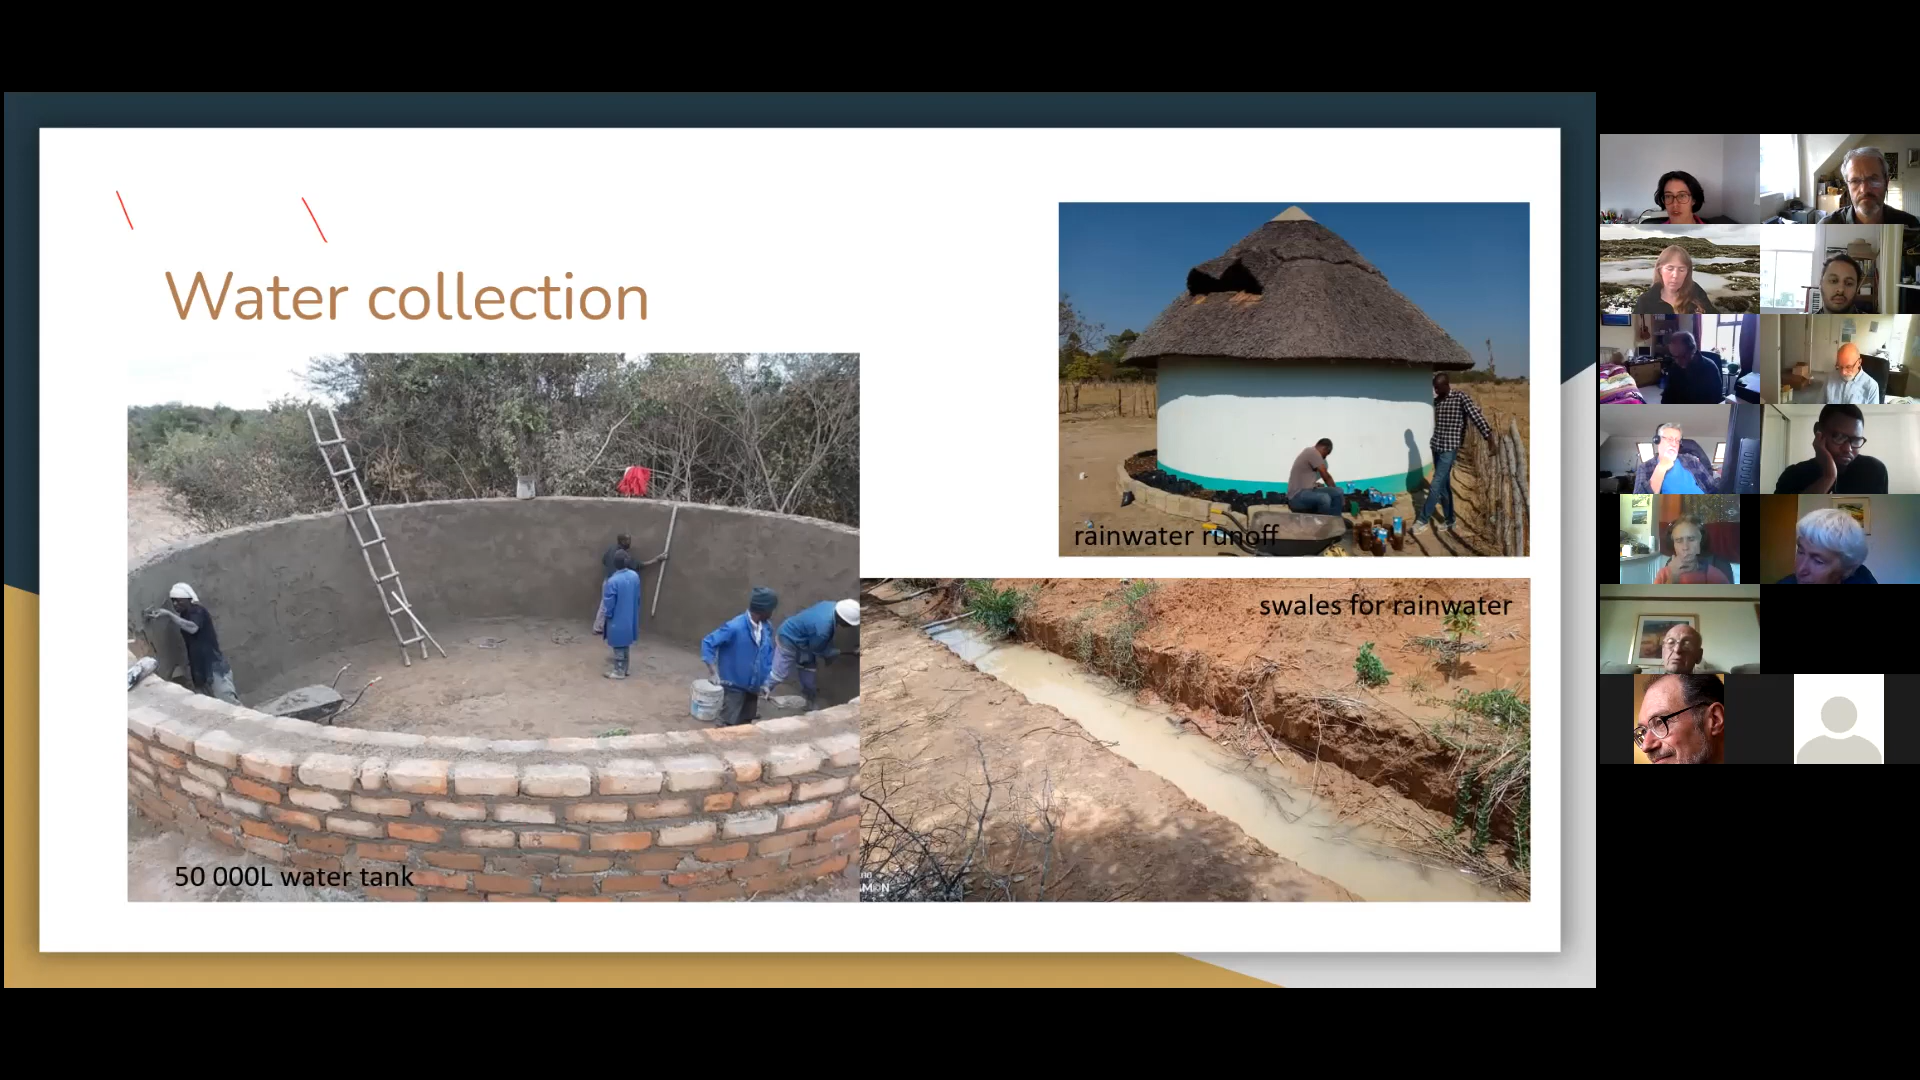 Water collection
rainwater runoff
swales for rainwater
50 000L water tank